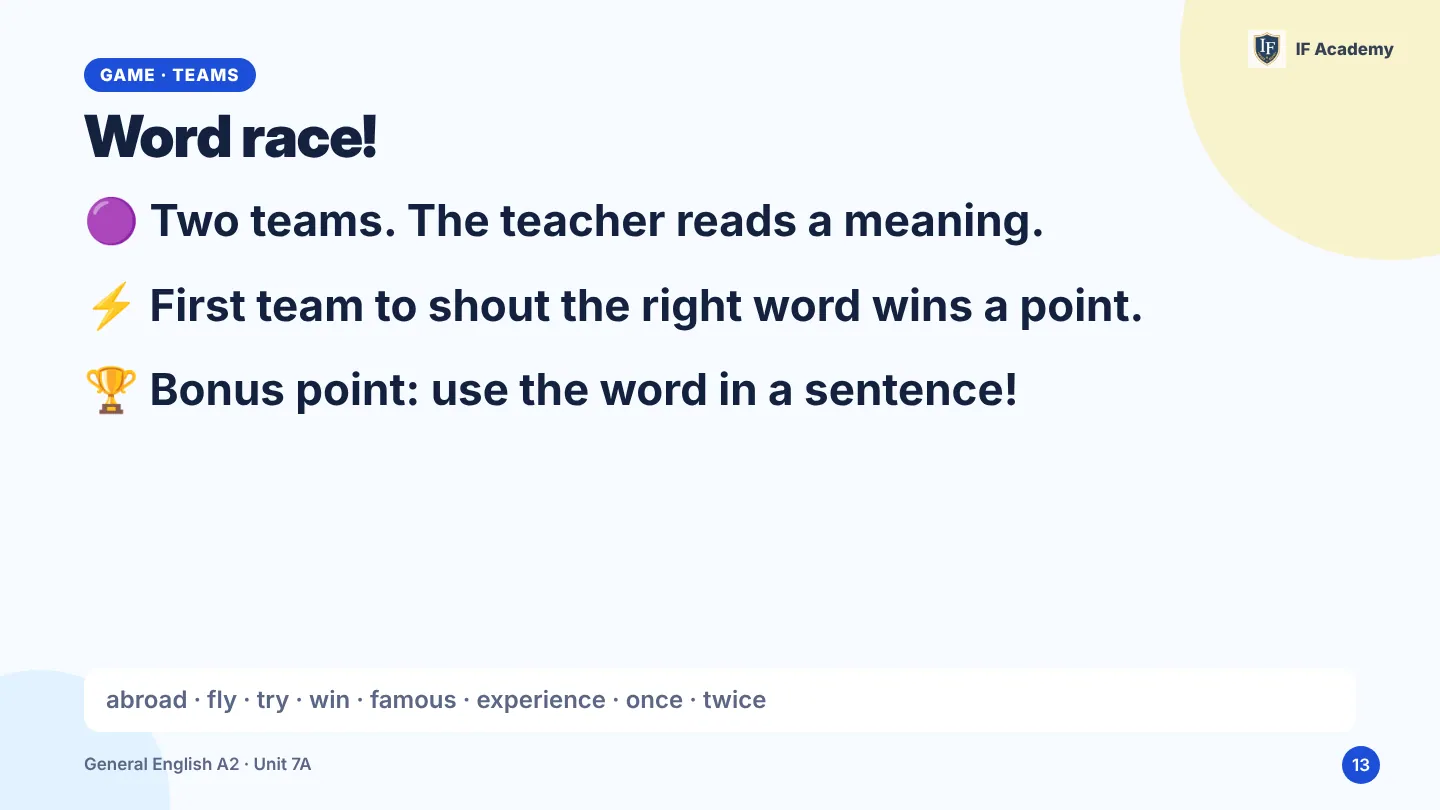 IF Academy
GAME · TEAMS
Word race!
🟣 Two teams. The teacher reads a meaning.
⚡ First team to shout the right word wins a point.
🏆 Bonus point: use the word in a sentence!
abroad · fly · try · win · famous · experience · once · twice
General English A2 · Unit 7A
13